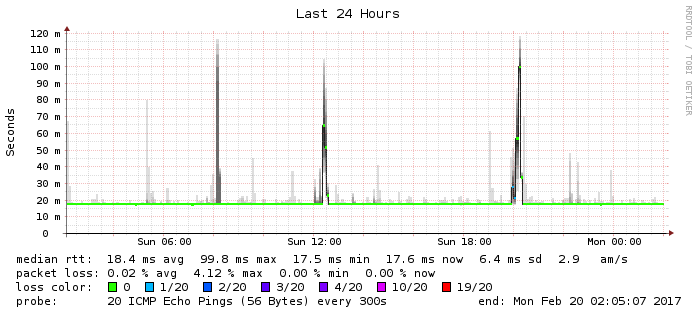 Last 24 Hours
RRDTOOL / TOBI OETIKER
Seconds
120 m
110 m
100 m
90 m
80 m
70 m
60 m
50 m
40 m
30 m
20 m
10 m
0
Sun 06:00 Sun 12:00 Sun 18:00 Mon 00:00
median rtt: 18.4 ms avg 99.8 ms max 17.5 ms min 17.6 ms now 6.4 ms sd 2.9 am/s
packet loss: 0.02 % avg 4.12 % max 0.00 % min 0.00 % now
loss color: 0 1/20 2/20 3/20 4/20 10/20 19/20
probe: 20 ICMP Echo Pings (56 Bytes) every 300s end: Mon Feb 20 02:05:07 2017